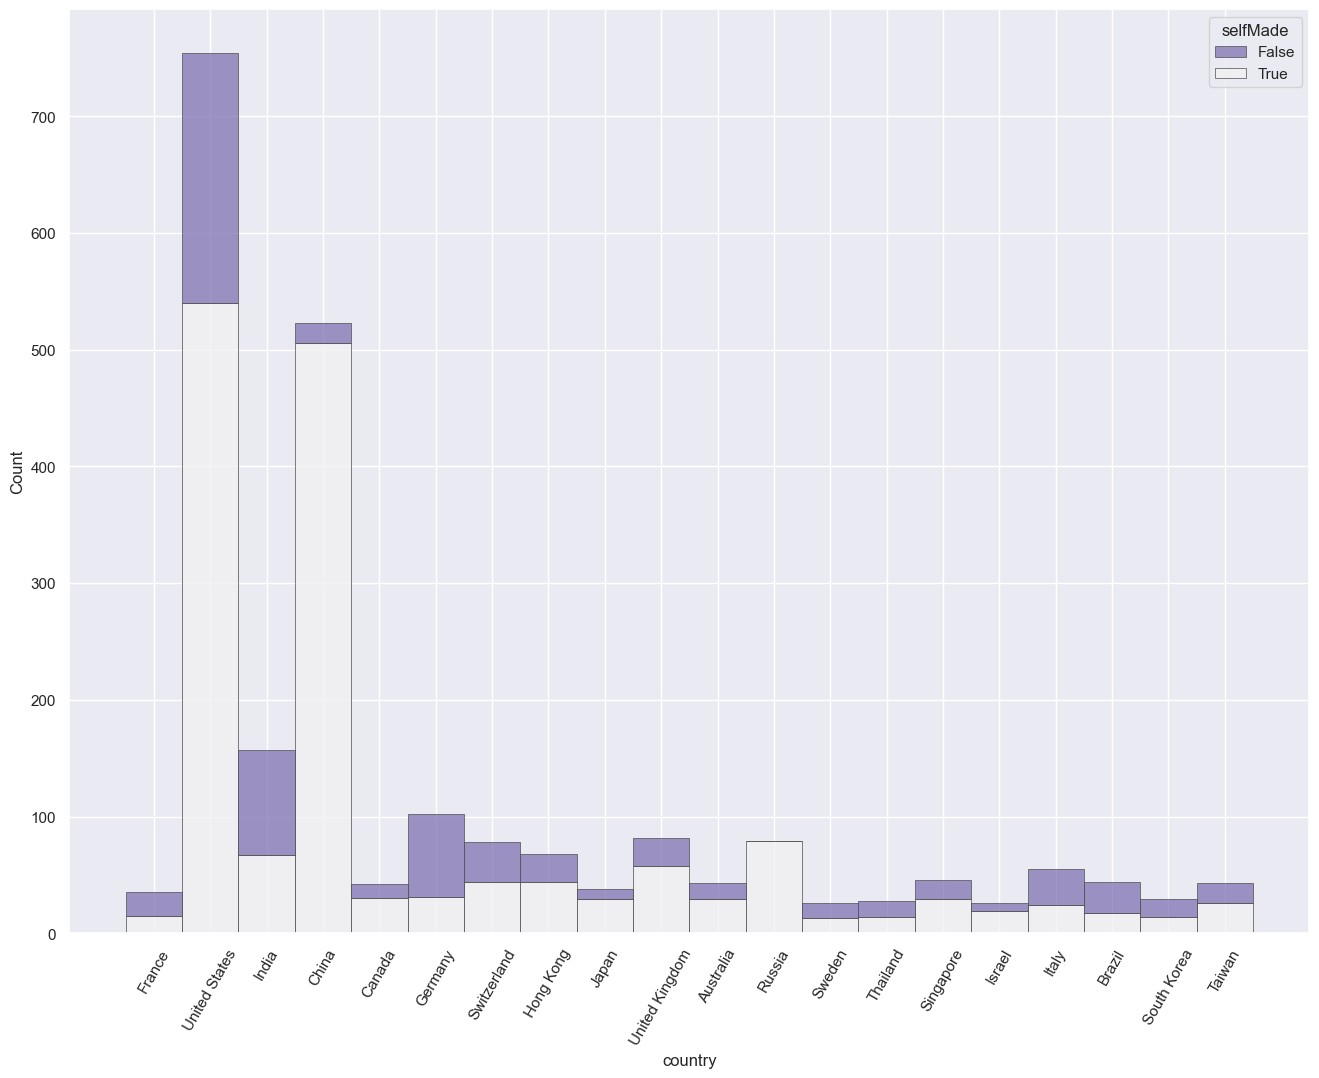 selfMade
False
True
Count
700
600
500
400
300
200
100
0
France
United States
India
China
Canada
Germany
Switzerland
Hong Kong
Japan
United Kingdom
Australia
Russia
Sweden
Thailand
Singapore
Israel
Italy
Brazil
South Korea
Taiwan
country